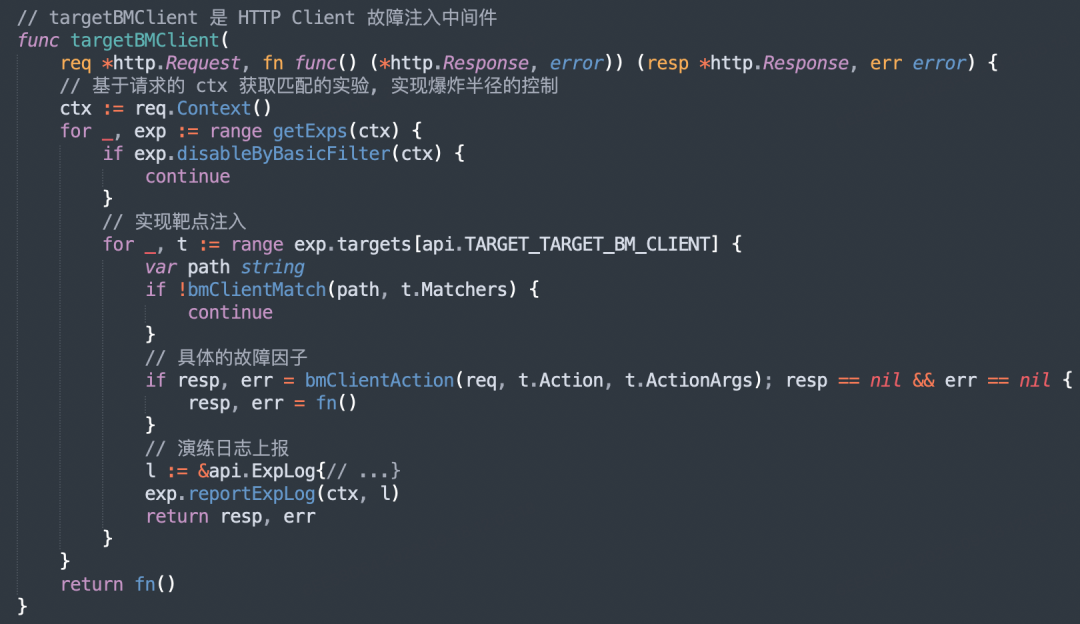 // targetBMClient 是 HTTP Client 故障注入中间件
func targetBMClient(
    req *http.Request, fn func() (*http.Response, error)) (resp *http.Response, err error) {
    // 基于请求的 ctx 获取匹配的实验, 实现爆炸半径的控制
    ctx := req.Context()
    for _, exp := range getExps(ctx) {
        if exp.disableByBasicFilter(ctx) {
            continue
        }
        // 实现靶点注入
        for _, t := range exp.targets[api.TARGET_TARGET_BM_CLIENT] {
            var path string
            if !bmClientMatch(path, t.Matchers) {
                continue
            }
            // 具体的故障因子
            if resp, err = bmClientAction(req, t.Action, t.ActionArgs); resp == nil && err == nil {
                resp, err = fn()
            }
            // 演练日志上报
            l := &api.ExpLog{// ...}
            exp.reportExpLog(ctx, l)
            return resp, err
        }
    }
    return fn()
}